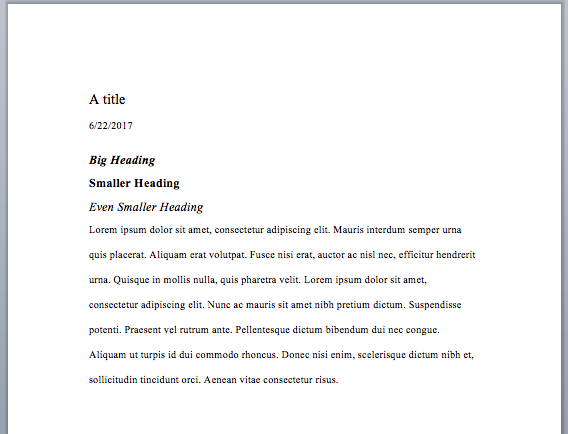 A title
6/22/2017
Big Heading
Smaller Heading
Even Smaller Heading
Lorem ipsum dolor sit amet, consectetur adipiscing elit. Mauris interdum semper urna
quis placerat. Aliquam erat volutpat. Fusce nisi erat, auctor ac nisl nec, efficitur hendrerit
urna. Quisque in mollis nulla, quis pharetra velit. Lorem ipsum dolor sit amet,
consectetur adipiscing elit. Nunc ac mauris sit amet nibh pretium dictum. Suspendisse
potenti. Praesent vel rutrum ante. Pellentesque dictum bibendum dui nec congue.
Aliquam ut turpis id dui commodo rhoncus. Donec nisi enim, scelerisque dictum nibh et,
sollicitudin tincidunt orci. Aenean vitae consectetur risus.